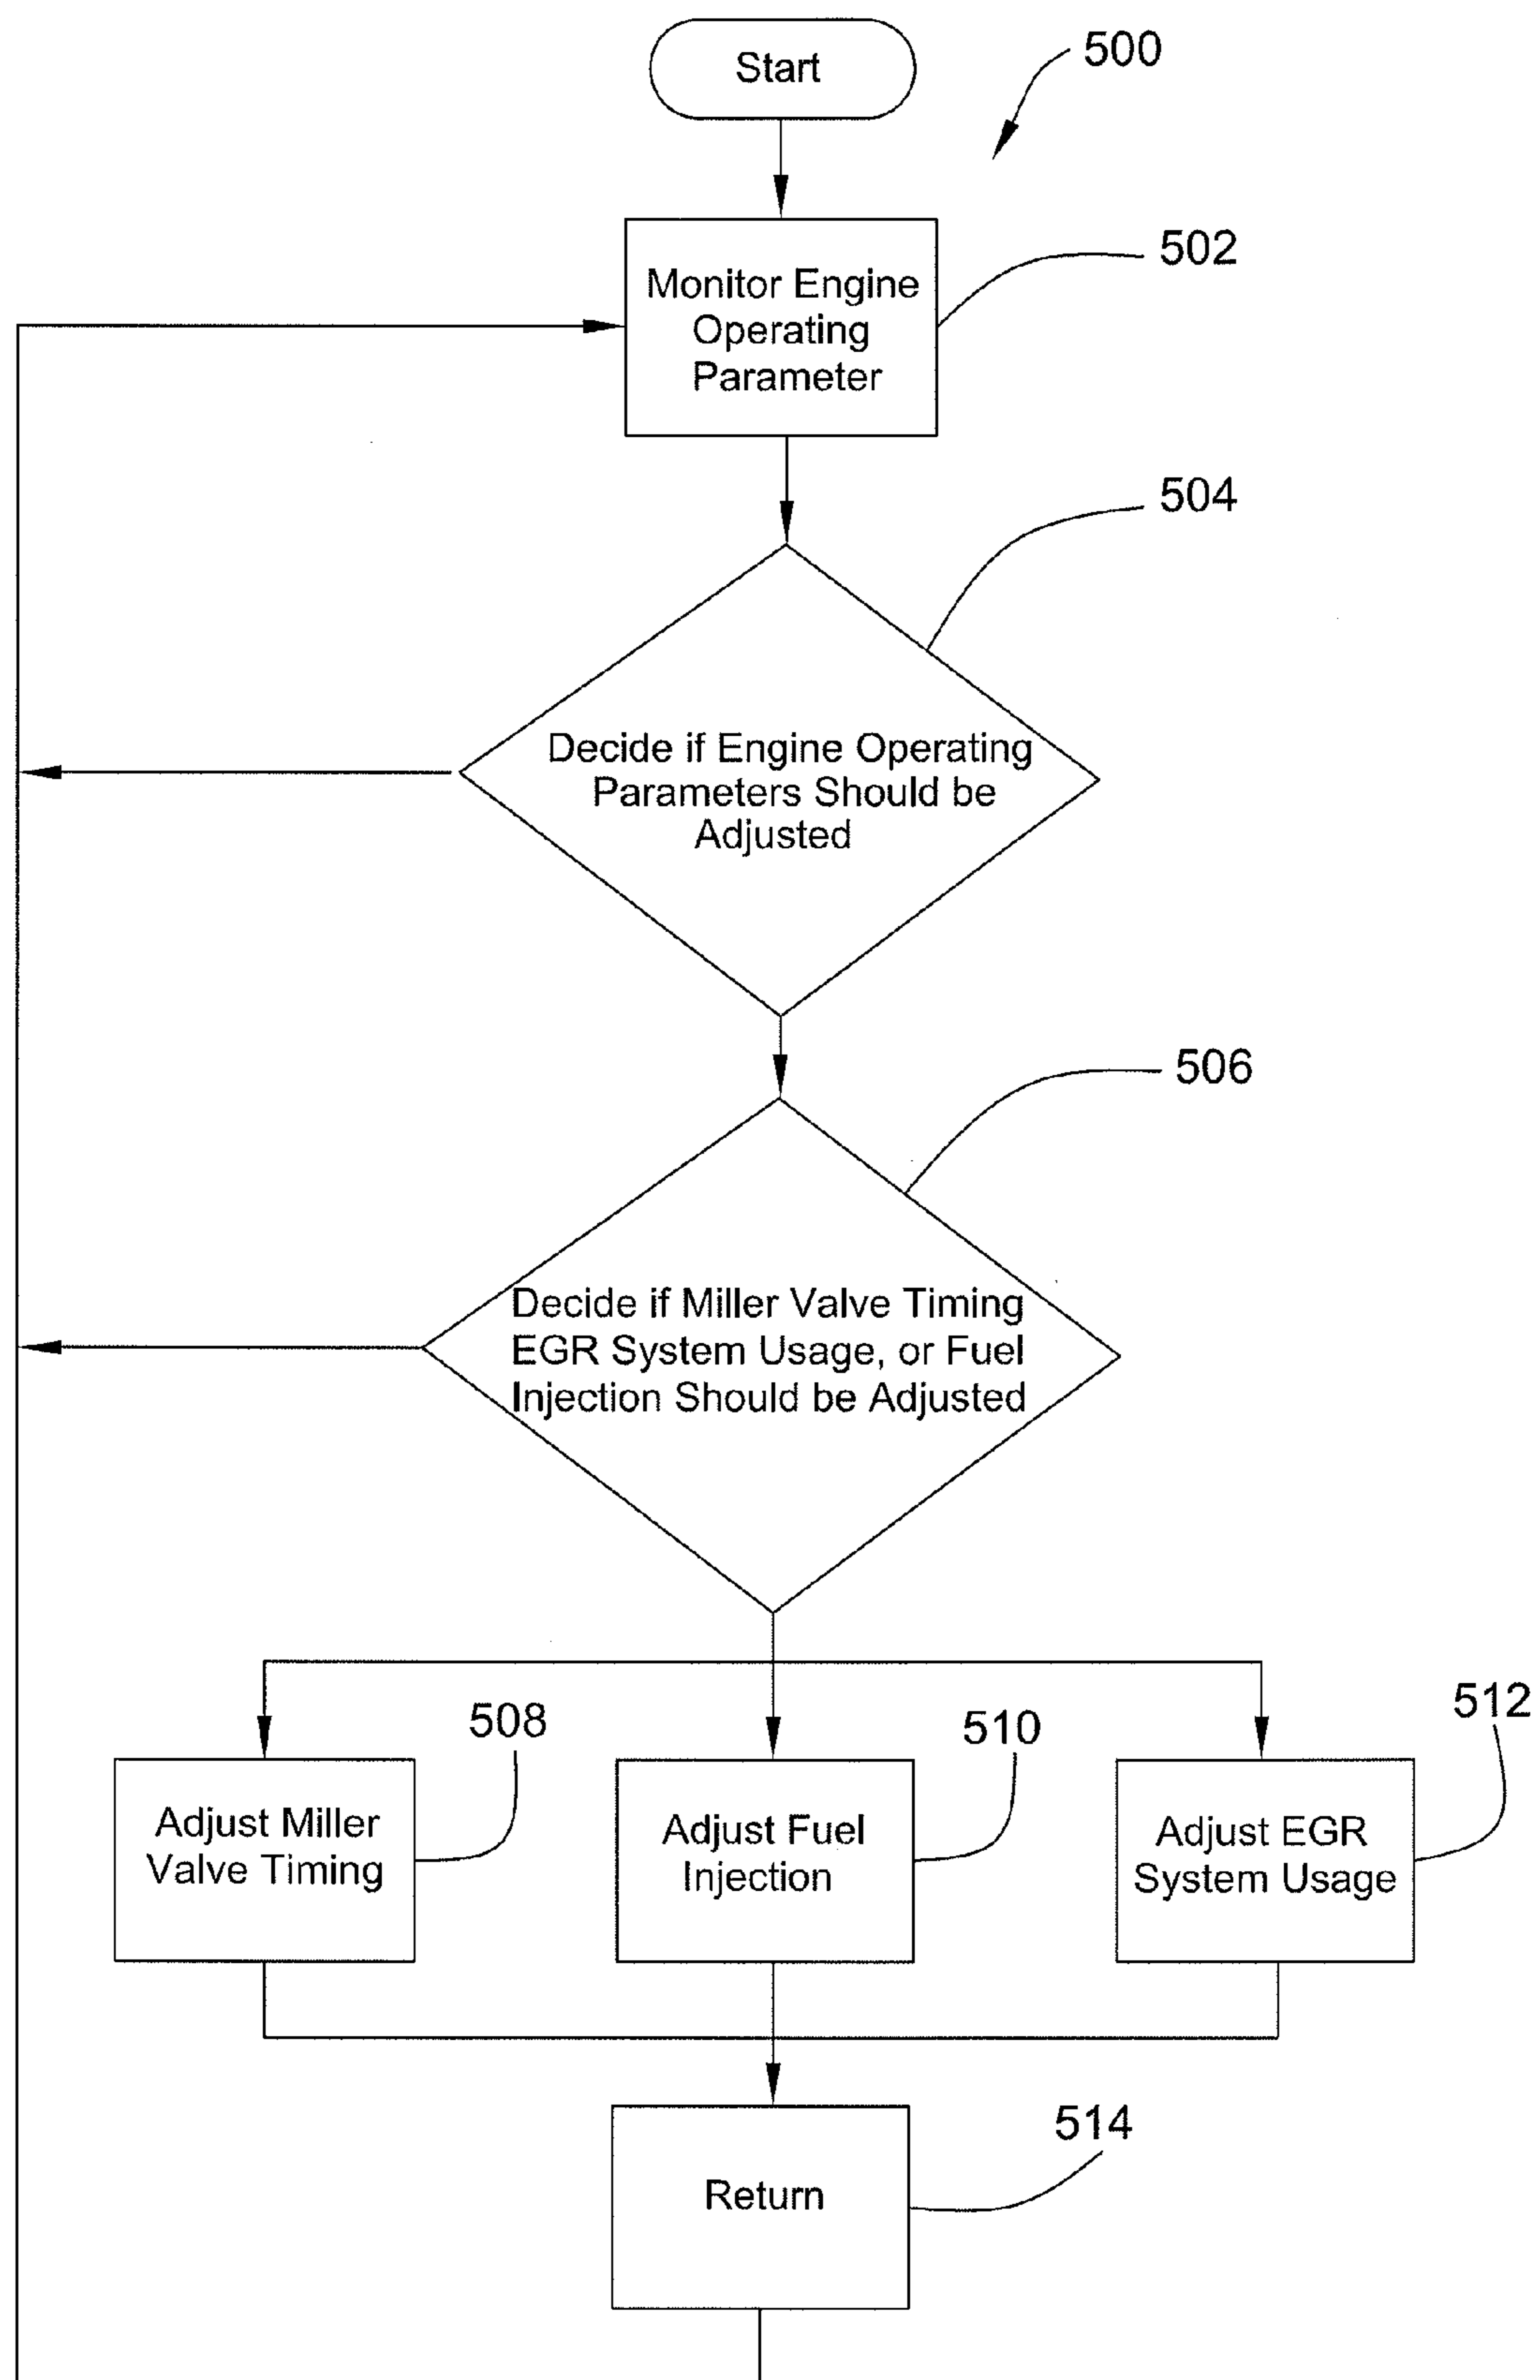 Start
500
Monitor Engine
Operating
Parameter
502
504
Decide if Engine Operating
Parameters Should be
Adjusted
506
Decide if Miller Valve Timing
EGR System Usage, or Fuel
Injection Should be Adjusted
508
510
512
Adjust Miller
Valve Timing
Adjust Fuel
Injection
Adjust EGR
System Usage
514
Return